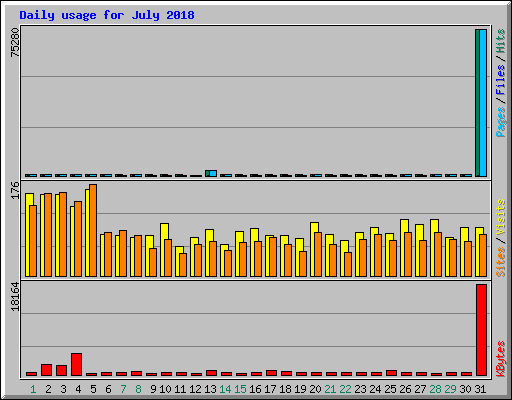 Daily usage for July 2018
75280
Pages / Files / Hits
176
Sites / Visits
18164
KBytes
1 2 3 4 5 6 7 8 9 10 11 12 13 14 15 16 17 18 19 20 21 22 23 24 25 26 27 28 29 30 31